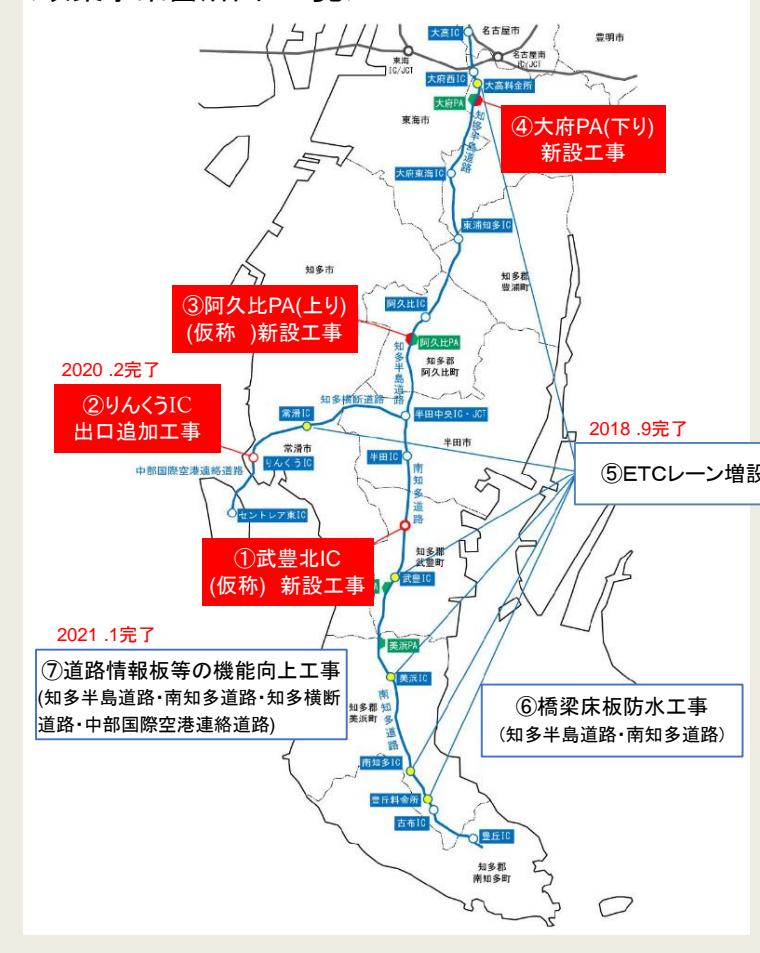 大高IC
名古屋市
豊明市
東海
IC/JCT
名古屋南
IC/JCT
大府西IC
大高料金所
大府PA
東海市
知多半島道路
④大府PA(下り)
新設工事
大府東海IC
東浦知多IC
知多市
知多郡
豊浦町
③阿久比PA(上り)
(仮称 )新設工事
阿久比IC
阿久比PA
知多半島道路
知多郡
阿久比町
2020 .2完了
②りんくうIC
出口追加工事
知多横断道路
常滑IC
半田中央IC・JCT
2018 .9完了
常滑市
半田市
りんくうIC
半田IC
中部国際空港連絡道路
⑤ETCレーン増設
南知多道路
セントレア東IC
①武豊北IC
(仮称) 新設工事
知多郡
武豊町
武豊IC
2021 .1完了
美浜PA
⑦道路情報板等の機能向上工事
(知多半島道路・南知多道路・知多横断
道路・中部国際空港連絡道路)
美浜IC
南知多道路
知多郡
美浜町
⑥橋梁床板防水工事
(知多半島道路・南知多道路)
南知多IC
豊丘料金所
古布IC
豊丘IC
知多郡
南知多町